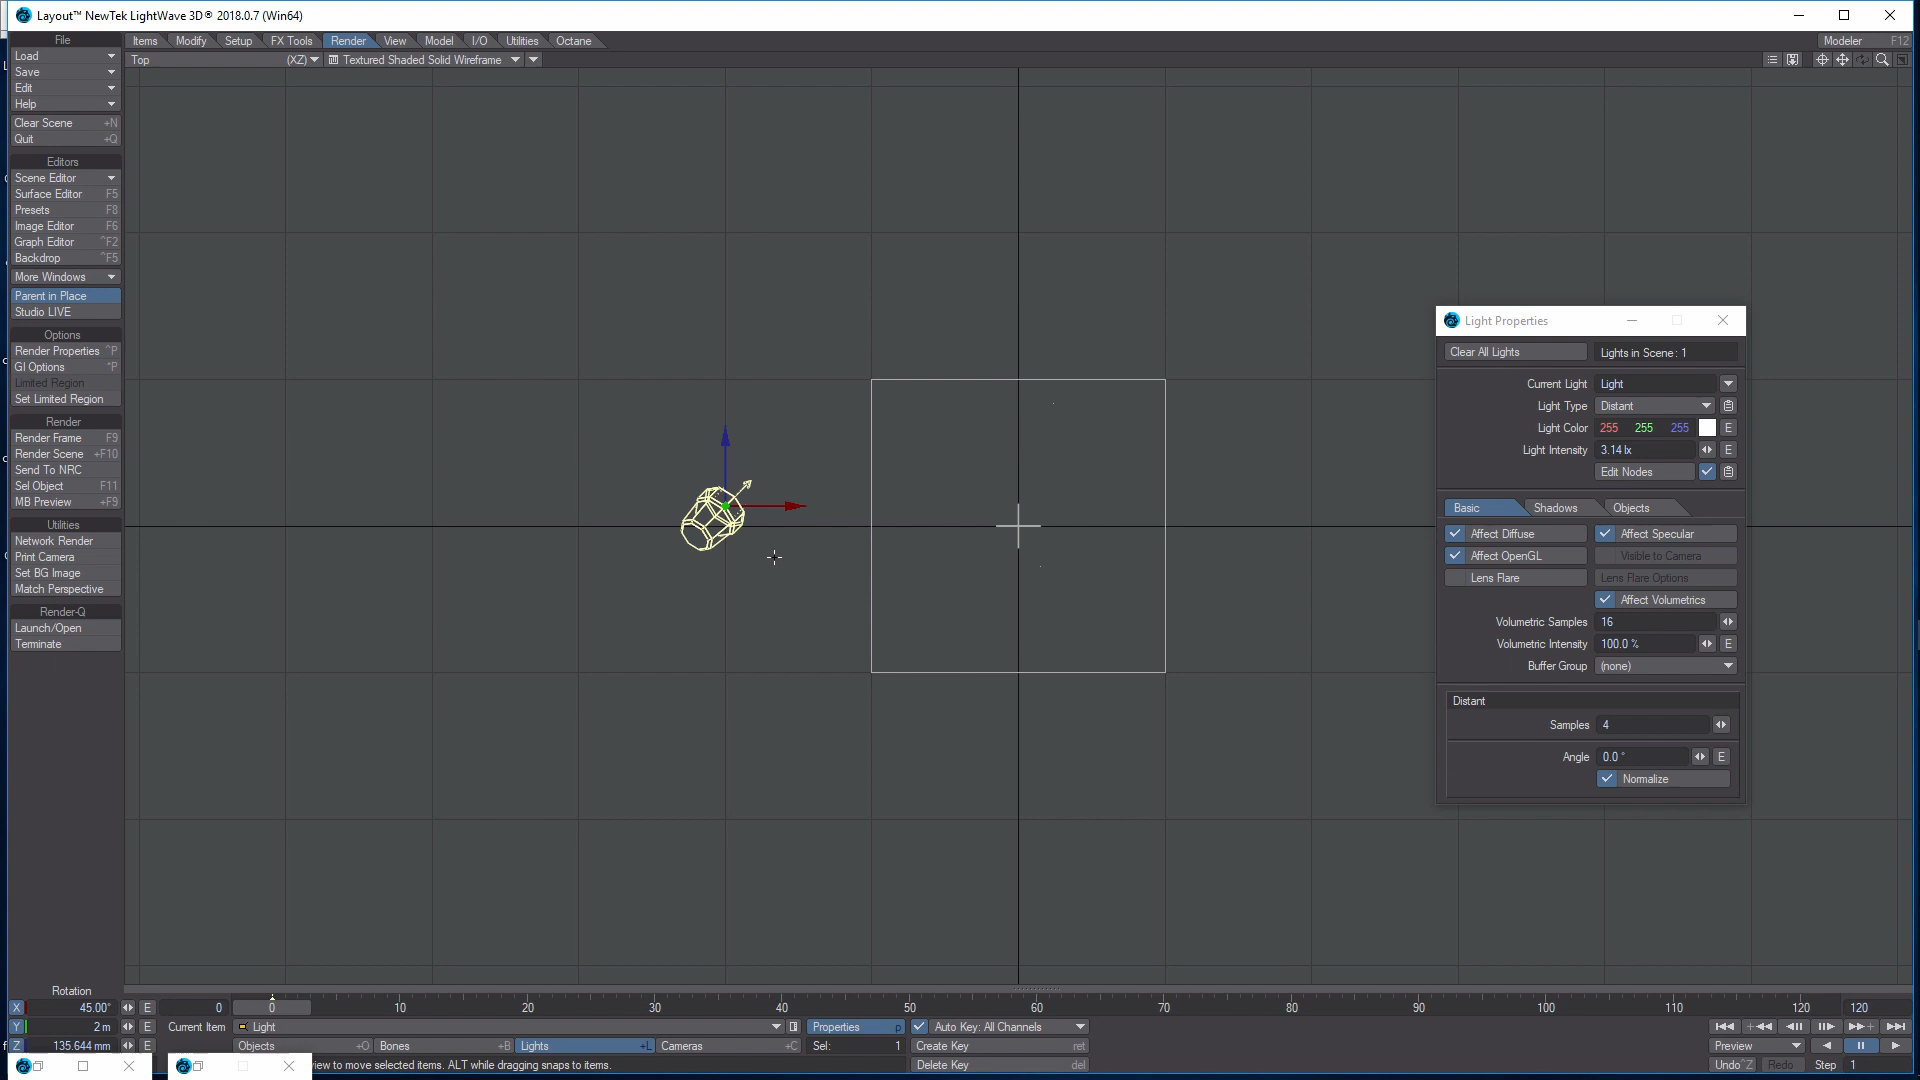 Layout™ NewTek LightWave 3D® 2018.0.7 (Win64)
File
Items Modify Setup FX Tools Render View Model I/O Utilities Octane
Modeler F12
Load
Top (XZ) Textured Shaded Solid Wireframe
Save
Edit
Help
Clear Scene +N
Quit +Q
Editors
Scene Editor
Surface Editor F5
Presets F8
Image Editor F6
Graph Editor ^F2
Backdrop ^F5
More Windows
Parent in Place
Studio LIVE
Options
Render Properties ^P
GI Options "P
Limited Region
Set Limited Region
Render
Render Frame F9
Render Scene +F10
Send To NRC
Sel Object F11
MB Preview +F9
Utilities
Network Render
Print Camera
Set BG Image
Match Perspective
Render-Q
Launch/Open
Terminate
Light Properties
Clear All Lights Lights in Scene: 1
Current Light Light
Light Type Distant
Light Color 255 255 255 E
Light Intensity 3.14 lx E
Edit Nodes
Basic Shadows Objects
Affect Diffuse Affect Specular
Affect OpenGL Visible to Camera
Lens Flare Lens Flare Options
Affect Volumetrics
Volumetric Samples 16
Volumetric Intensity 100.0 % E
Buffer Group (none)
Distant
Samples 4
Angle 0.0 ° E
Normalize
Rotation
X 45.00° E 0 0 10 20 30 40 50 60 70 80 90 100 110 120 120
Y 2 m E Current Item Light Properties p Auto Key: All Channels
Z 135.644 mm E Objects +O Bones +B Lights +L Cameras +C Sel: 1 Create Key ret Preview
view to move selected items. ALT while dragging snaps to items. Delete Key del Undo ^Z Redo Step 1